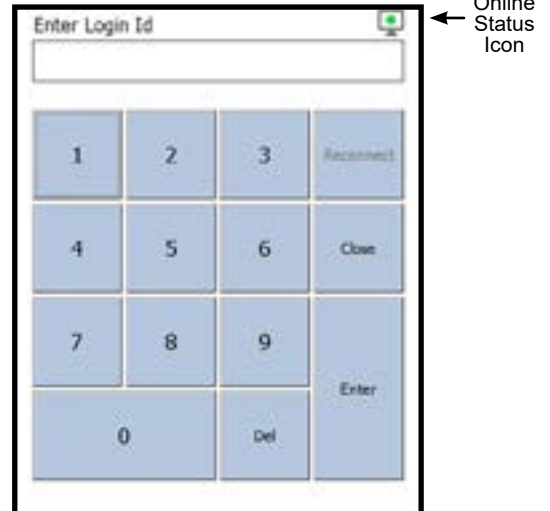 Online
Enter Login Id
Status
Icon
1 2 3 Reconnect
4 5 6 Close
7 8 9
Enter
0 Del